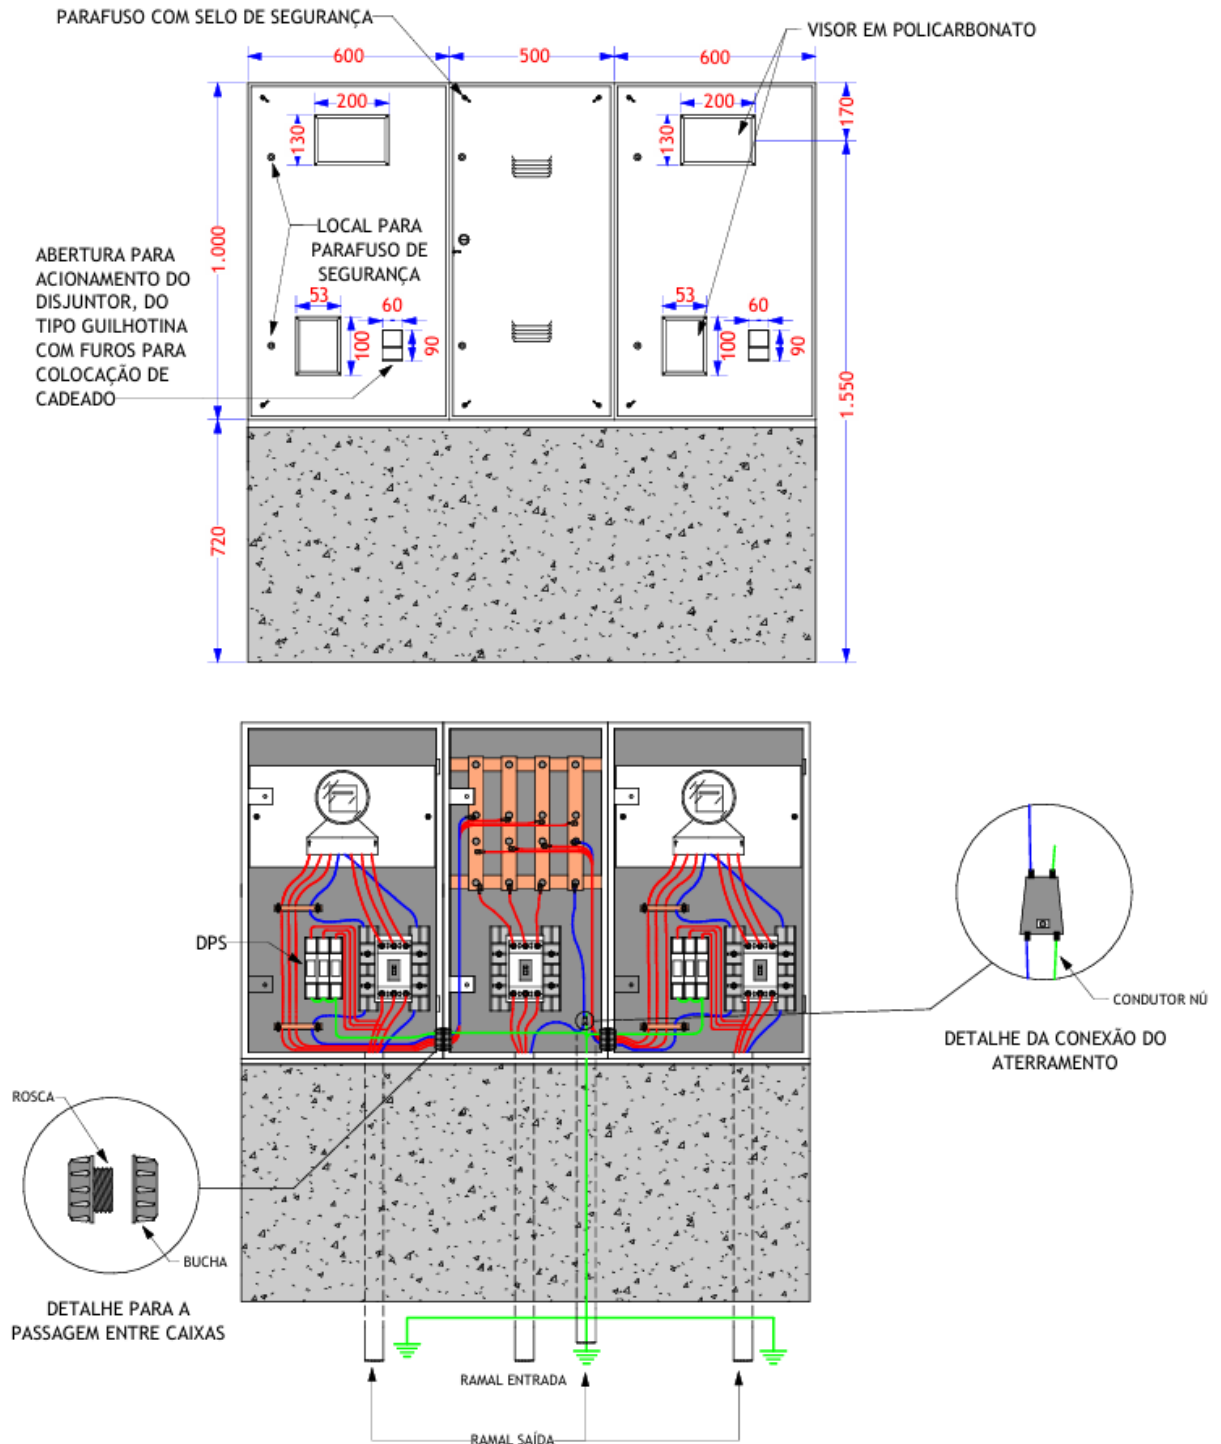 PARAFUSO COM SELO DE SEGURANÇA
VISOR EM POLICARBONATO
600
500
600
200
200
170
130
130
1.000
LOCAL PARA
PARAFUSO DE
SEGURANÇA
ABERTURA PARA
ACIONAMENTO DO
DISJUNTOR, DO
TIPO GUILHOTINA
COM FUROS PARA
COLOCAÇÃO DE
CADEADO
53
60
100
90
53
60
100
90
1.550
720
DPS
CONDUTOR NÚ
DETALHE DA CONEXÃO DO
ATERRAMENTO
ROSCA
BUCHA
DETALHE PARA A
PASSAGEM ENTRE CAIXAS
RAMAL ENTRADA
RAMAL SAÍDA